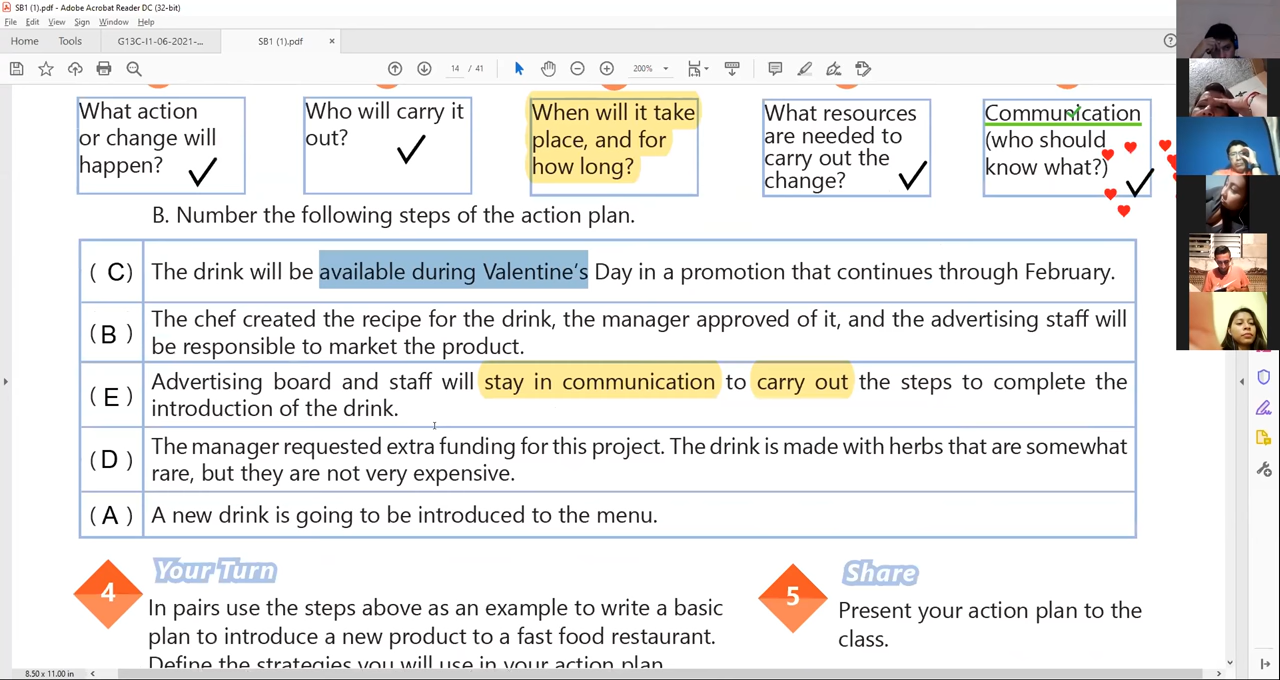 SB1 (1).pdf - Adobe Acrobat Reader DC (32-bit)
File Edit View Sign Window Help
Home Tools G13C-I1-06-2021-... SB1 (1).pdf ×
14 / 41 200%
What action
or change will
happen?
Who will carry it
out?
When will it take
place, and for
how long?
What resources
are needed to
carry out the
change?
Communication
(who should
know what?)
B. Number the following steps of the action plan.
( C ) The drink will be available during Valentine's Day in a promotion that continues through February.
( B ) The chef created the recipe for the drink, the manager approved of it, and the advertising staff will
be responsible to market the product.
( E ) Advertising board and staff will stay in communication to carry out the steps to complete the
introduction of the drink.
( D ) The manager requested extra funding for this project. The drink is made with herbs that are somewhat
rare, but they are not very expensive.
( A ) A new drink is going to be introduced to the menu.
4 Your Turn
In pairs use the steps above as an example to write a basic
plan to introduce a new product to a fast food restaurant.
Define the strategies you will use in your action plan
5 Share
Present your action plan to the
class.
8.50 x 11.00 in